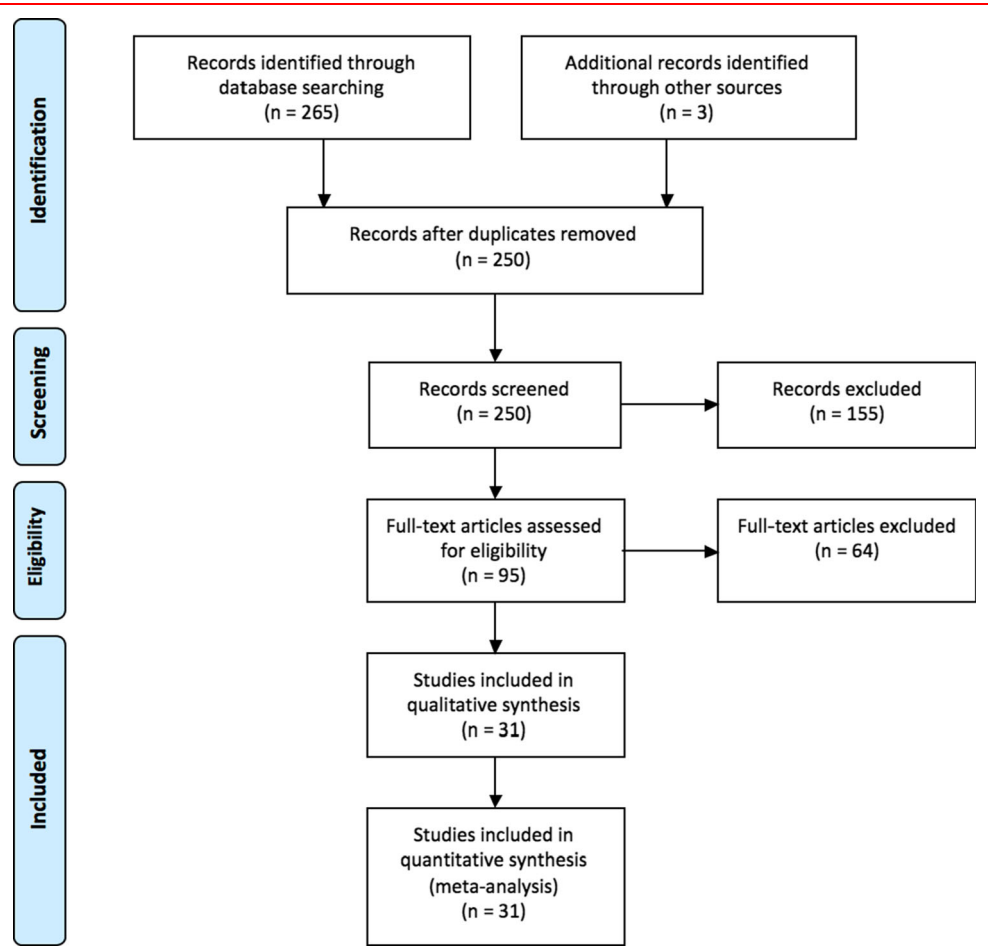 Identification
Records identified through
database searching
(n = 265)
Additional records identified
through other sources
(n = 3)
Records after duplicates removed
(n = 250)
Screening
Records screened
(n = 250)
Records excluded
(n = 155)
Eligibility
Full-text articles assessed
for eligibility
(n = 95)
Full-text articles excluded
(n = 64)
Included
Studies included in
qualitative synthesis
(n = 31)
Studies included in
quantitative synthesis
(meta-analysis)
(n = 31)